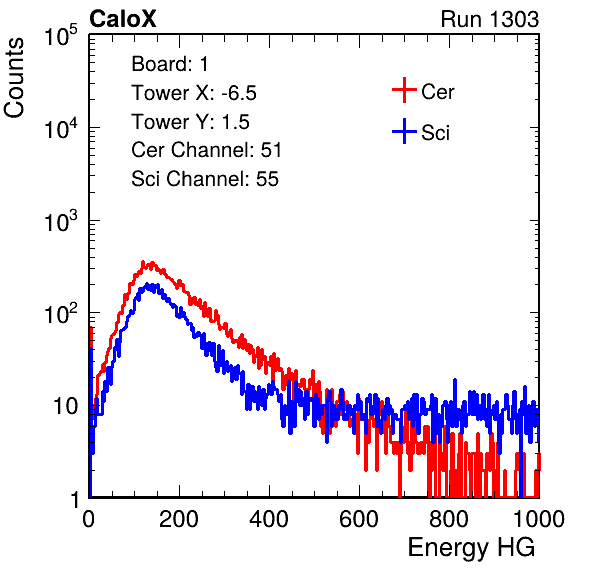 CaloX Run 1303
Counts
10^5
10^4
10^3
10^2
10
1
Board: 1
Tower X: -6.5
Tower Y: 1.5
Cer Channel: 51
Sci Channel: 55
Cer
Sci
0 200 400 600 800 1000
Energy HG